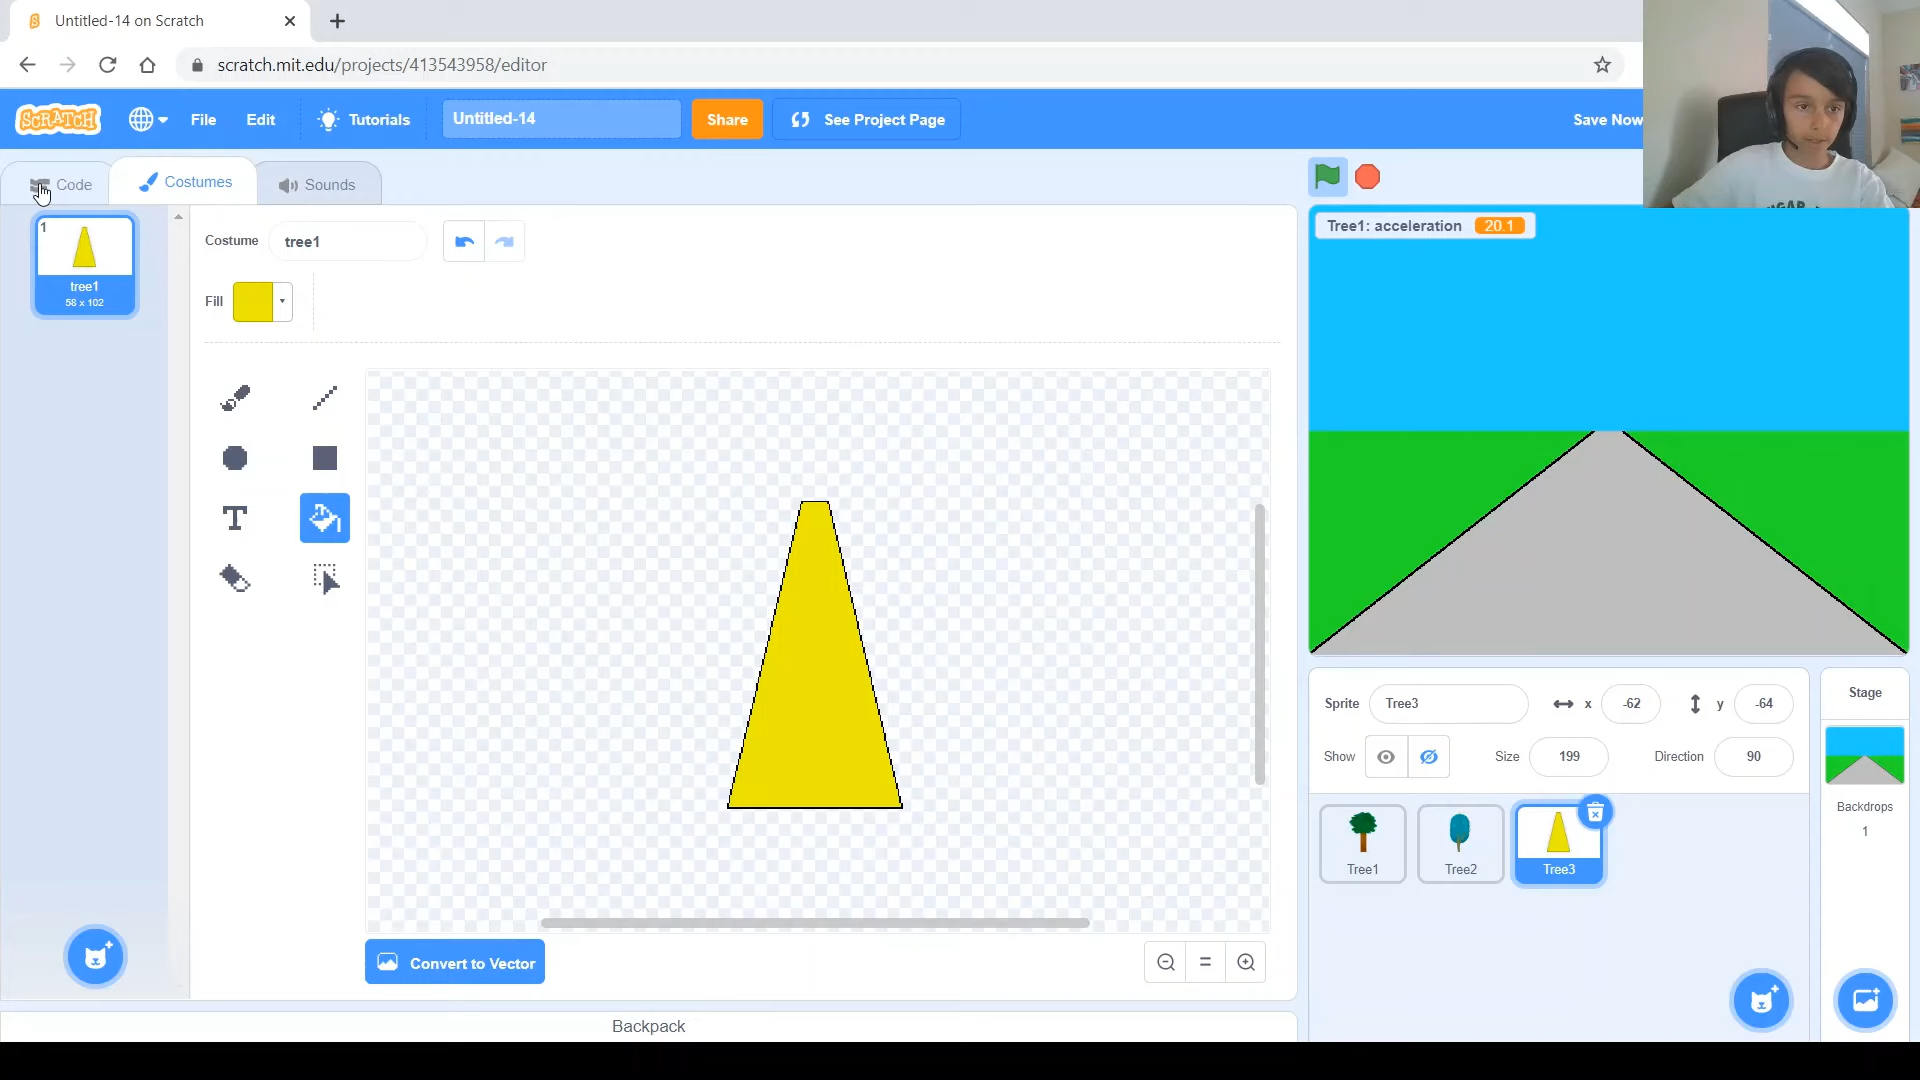 Untitled-14 on Scratch
scratch.mit.edu/projects/413543958/editor
SCRATCH
File
Edit
Tutorials
Untitled-14
Share
See Project Page
Save Now
Code
Costumes
Sounds
1
tree1
58 x 102
Costume
tree1
Fill
T
Convert to Vector
Backpack
Tree1: acceleration 20.1
Sprite
Tree3
x
-62
y
-64
Show
Size
199
Direction
90
Tree1
Tree2
Tree3
Stage
Backdrops
1